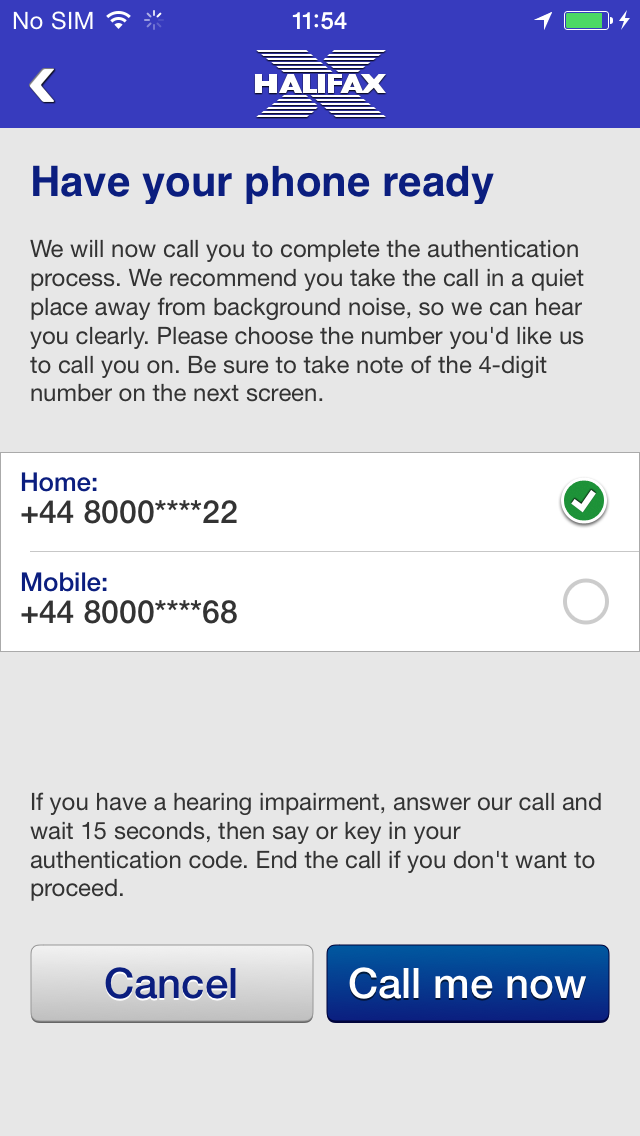 No SIM 11:54
HALIFAX
Have your phone ready
We will now call you to complete the authentication
process. We recommend you take the call in a quiet
place away from background noise, so we can hear
you clearly. Please choose the number you'd like us
to call you on. Be sure to take note of the 4-digit
number on the next screen.
Home:
+44 8000****22
Mobile:
+44 8000****68
If you have a hearing impairment, answer our call and
wait 15 seconds, then say or key in your
authentication code. End the call if you don't want to
proceed.
Cancel Call me now